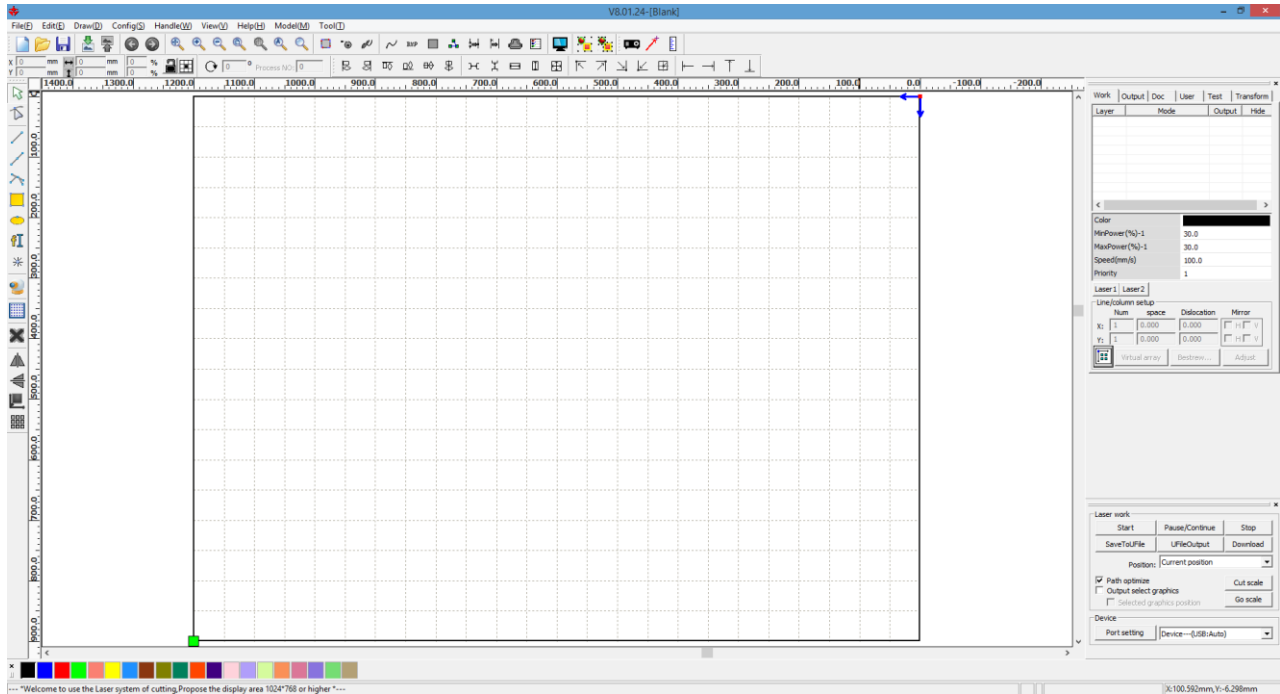 V8.01.24-[Blank]
File(F) Edit(E) Draw(D) Config(S) Handle(W) View(V) Help(H) Model(M) Tool(T)
X 0 mm 0 mm 0 %
Y 0 mm 0 mm 0 %
0 ° Process NO: 0
1400.0 1300.0 1200.0 1100.0 1000.0 900.0 800.0 700.0 600.0 500.0 400.0 300.0 200.0 100.0 0.0 -100.0 -200.0
100.0
200.0
300.0
400.0
500.0
600.0
700.0
800.0
900.0
Work Output Doc User Test Transform
Layer Mode Output Hide
Color
MinPower(%)-1 30.0
MaxPower(%)-1 30.0
Speed(mm/s) 100.0
Priority 1
Laser1 Laser2
Line/column setup
Num space Dislocation Mirror
X: 1 0.000 0.000 H V
Y: 1 0.000 0.000 H V
Virtual array Bestrew... Adjust
Laser work
Start Pause/Continue Stop
SaveToUFile UFileOutput Download
Position: Current position
Path optimize Cut scale
Output select graphics
Selected graphics position Go scale
Device
Port setting Device---(USB:Auto)
--- *Welcome to use the Laser system of cutting,Propose the display area 1024*768 or higher *---
X:100.592mm,Y:-6.298mm